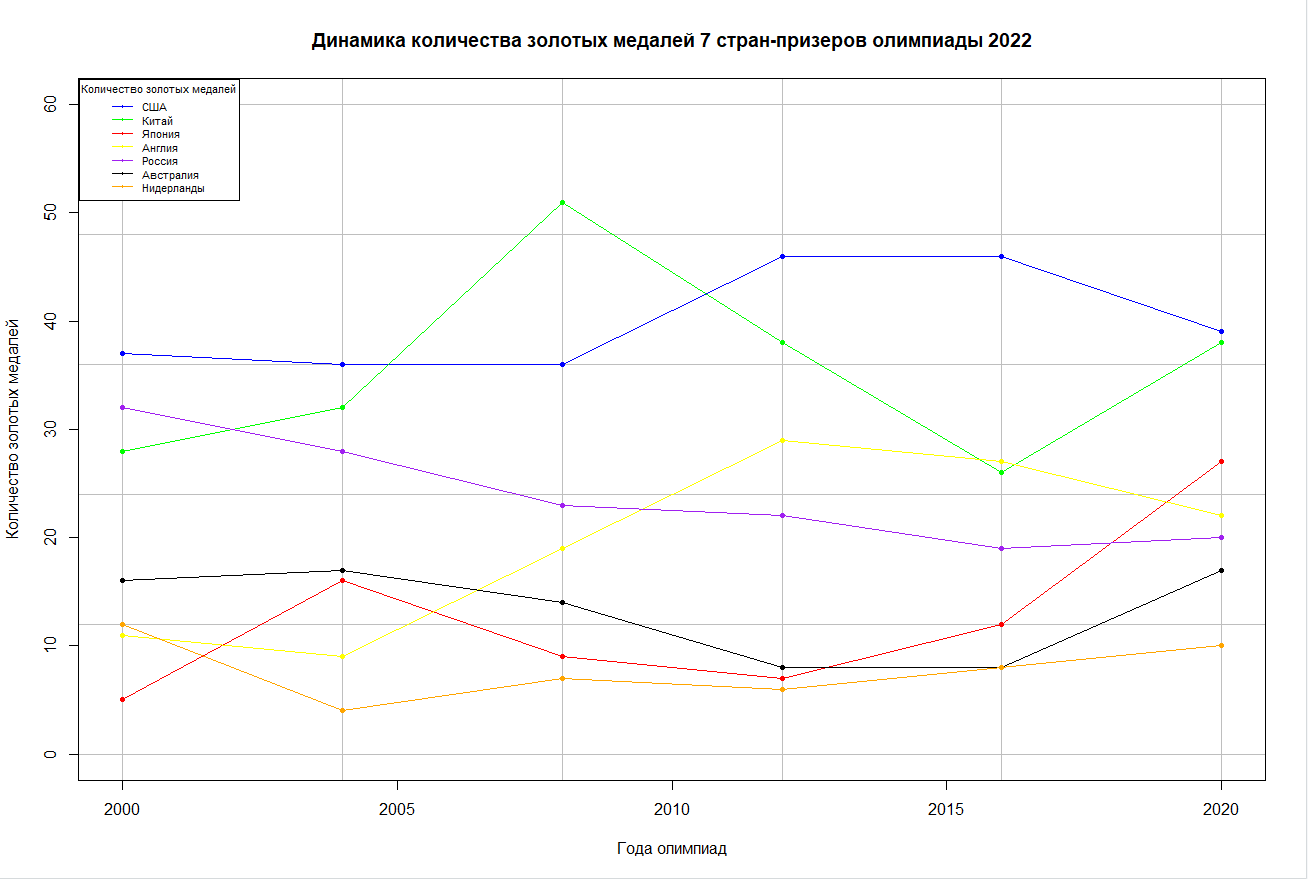 Динамика количества золотых медалей 7 стран-призеров олимпиады 2022
Количество золотых медалей
США
Китай
Япония
Англия
Россия
Австралия
Нидерланды
Количество золотых медалей
60
50
40
30
20
10
0
2000 2005 2010 2015 2020
Года олимпиад